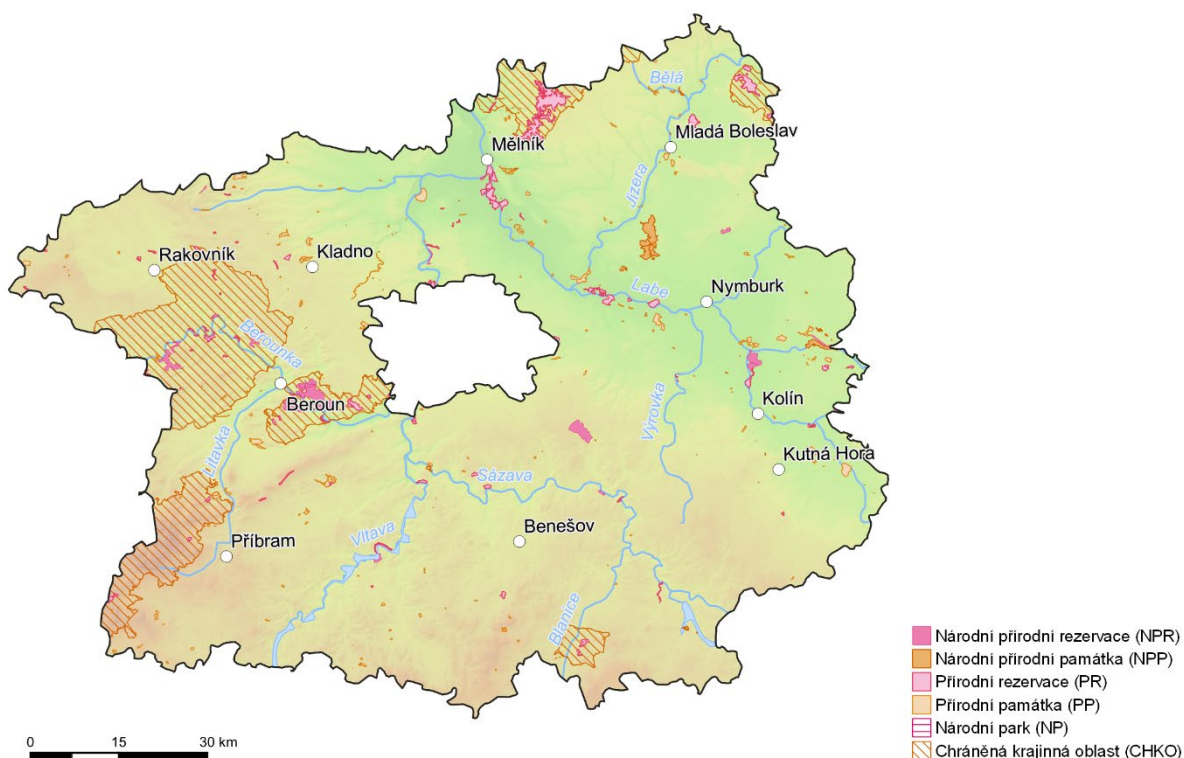 Bělá
Mladá Boleslav
Mělník
Jizera
Rakovník
Kladno
Labe
Nymburk
Berounka
Beroun
Výrovka
Kolín
Litavka
Kutná Hora
Sázava
Vltava
Benešov
Příbram
Blanice
Národní přírodní rezervace (NPR)
Národní přírodní památka (NPP)
Přírodní rezervace (PR)
Přírodní památka (PP)
Národní park (NP)
Chráněná krajinná oblast (CHKO)
0 15 30 km